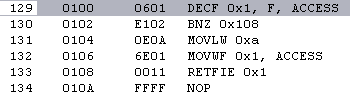 129 0100 0601 DECF 0x1, F, ACCESS
130 0102 E102 BNZ 0x108
131 0104 0E0A MOVLW 0xa
132 0106 6E01 MOVWF 0x1, ACCESS
133 0108 0011 RETFIE 0x1
134 010A FFFF NOP